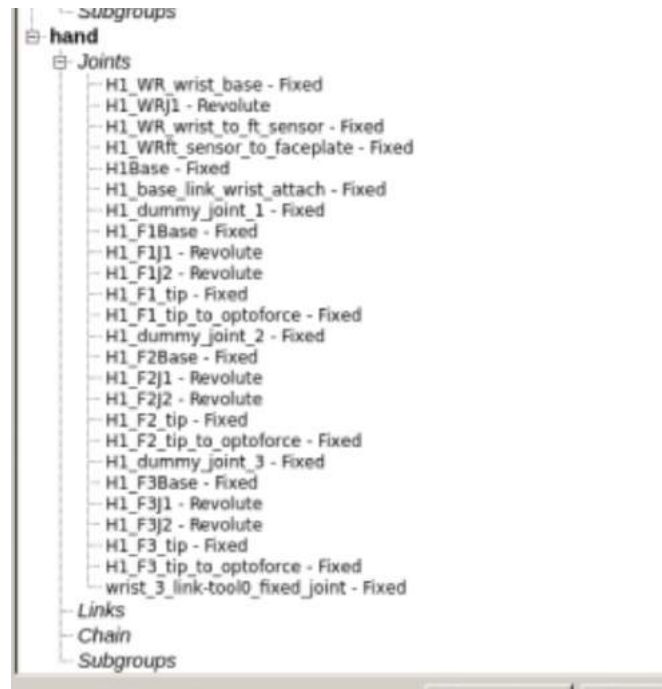 Subgroups
hand
Joints
H1_WR_wrist_base - Fixed
H1_WRJ1 - Revolute
H1_WR_wrist_to_ft_sensor - Fixed
H1_WRft_sensor_to_faceplate - Fixed
H1Base - Fixed
H1_base_link_wrist_attach - Fixed
H1_dummy_joint_1 - Fixed
H1_F1Base - Fixed
H1_F1J1 - Revolute
H1_F1J2 - Revolute
H1_F1_tip - Fixed
H1_F1_tip_to_optoforce - Fixed
H1_dummy_joint_2 - Fixed
H1_F2Base - Fixed
H1_F2J1 - Revolute
H1_F2J2 - Revolute
H1_F2_tip - Fixed
H1_F2_tip_to_optoforce - Fixed
H1_dummy_joint_3 - Fixed
H1_F3Base - Fixed
H1_F3J1 - Revolute
H1_F3J2 - Revolute
H1_F3_tip - Fixed
H1_F3_tip_to_optoforce - Fixed
wrist_3_link-tool0_fixed_joint - Fixed
Links
Chain
Subgroups